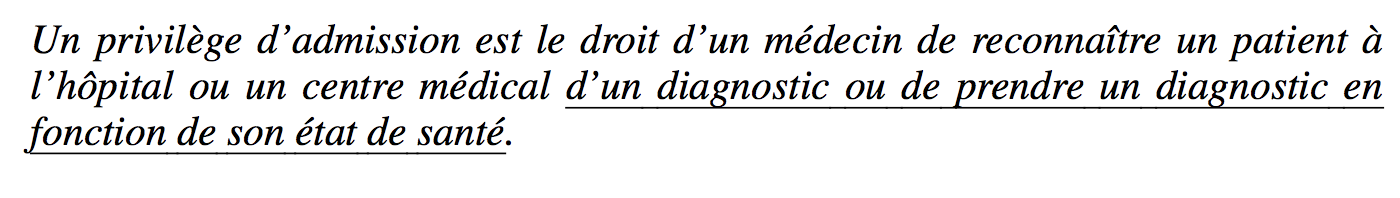 Un privilège d’admission est le droit d’un médecin de reconnaître un patient à
l’hôpital ou un centre médical d’un diagnostic ou de prendre un diagnostic en
fonction de son état de santé.